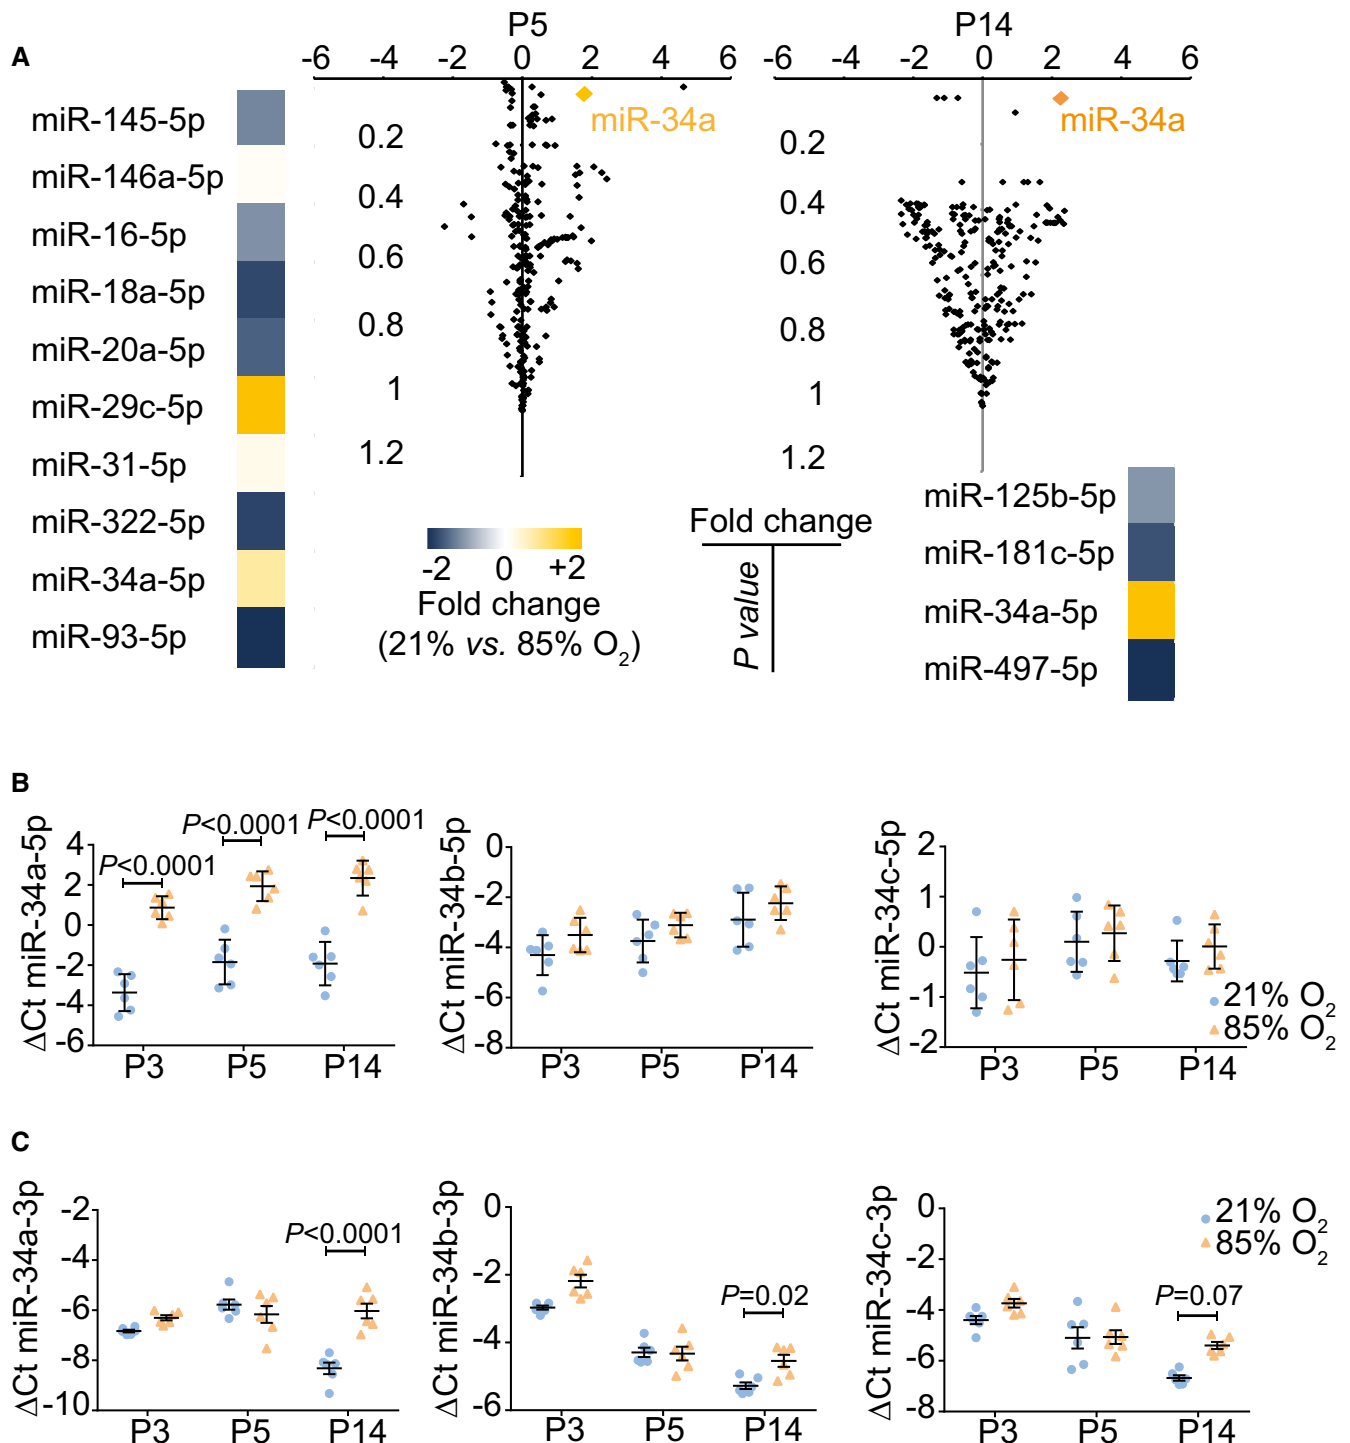 A
P5
-6 -4 -2 0 2 4 6
P14
-6 -4 -2 0 2 4 6
miR-145-5p
miR-146a-5p
miR-16-5p
miR-18a-5p
miR-20a-5p
miR-29c-5p
miR-31-5p
miR-322-5p
miR-34a-5p
miR-93-5p
miR-34a
0.2
0.4
0.6
0.8
1
1.2
miR-34a
0.2
0.4
0.6
0.8
1
1.2
-2 0 +2
Fold change
(21% vs. 85% O2)
Fold change
P value
miR-125b-5p
miR-181c-5p
miR-34a-5p
miR-497-5p
B
ΔCt miR-34a-5p
4
2
0
-2
-4
-6
P<0.0001
P<0.0001
P<0.0001
P3 P5 P14
ΔCt miR-34b-5p
0
-2
-4
-6
-8
P3 P5 P14
ΔCt miR-34c-5p
2
1
0
-1
-2
21% O2
85% O2
P3 P5 P14
C
ΔCt miR-34a-3p
-2
-4
-6
-8
-10
P<0.0001
P3 P5 P14
ΔCt miR-34b-3p
0
-2
-4
-6
P=0.02
P3 P5 P14
ΔCt miR-34c-3p
0
-2
-4
-6
-8
21% O2
85% O2
P=0.07
P3 P5 P14